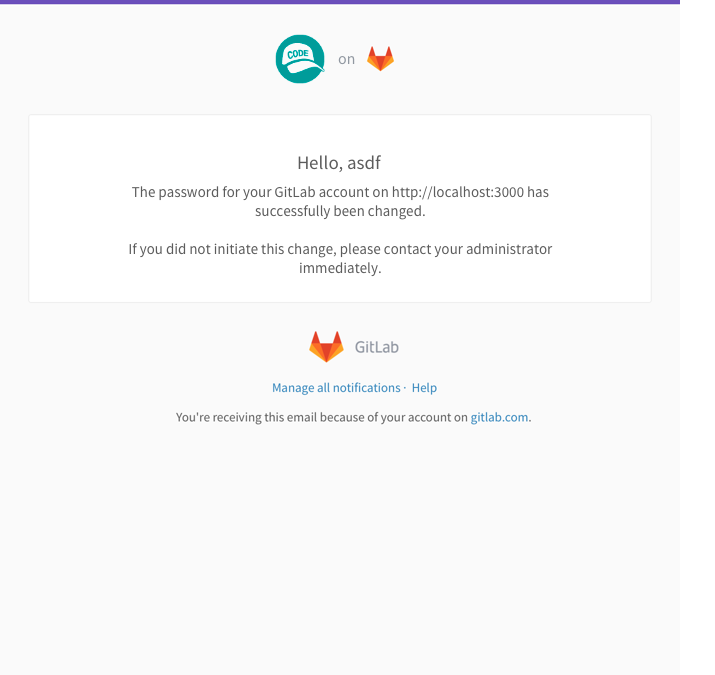 CODE
on
Hello, asdf
The password for your GitLab account on http://localhost:3000 has
successfully been changed.
If you did not initiate this change, please contact your administrator
immediately.
GitLab
Manage all notifications · Help
You're receiving this email because of your account on gitlab.com.